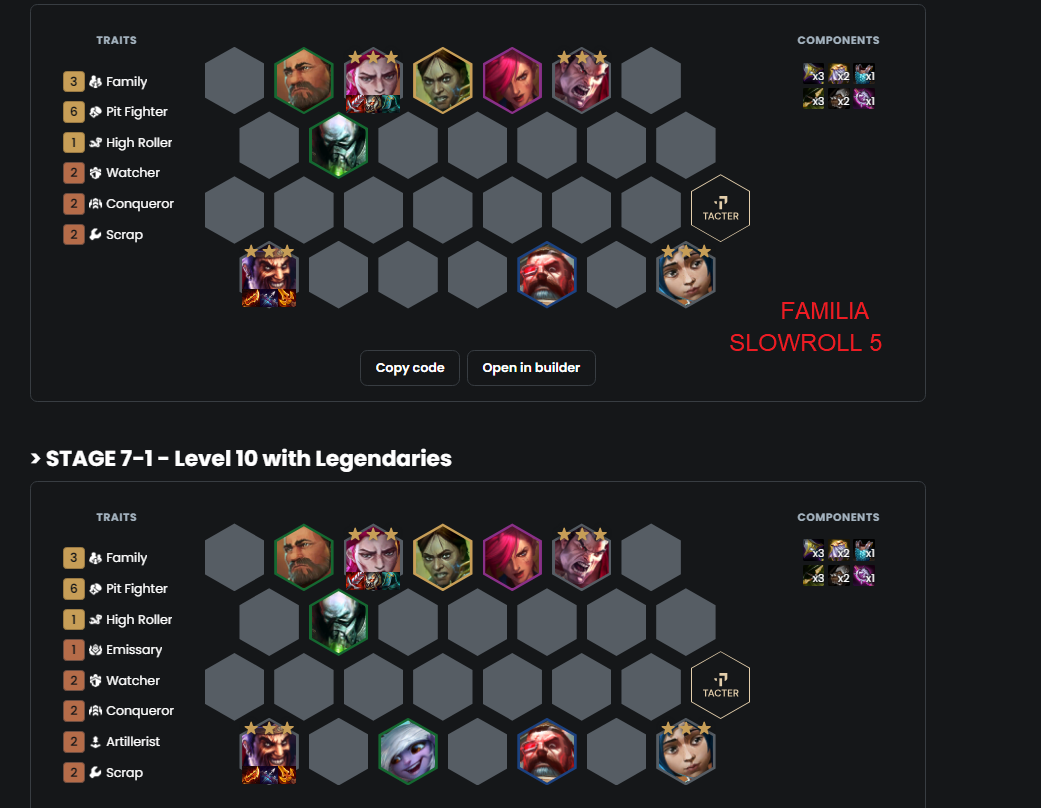 TRAITS
COMPONENTS
3 Family
6 Pit Fighter
1 High Roller
2 Watcher
2 Conqueror
2 Scrap
x3 x2 x1
x3 x2 x1
TACTER
FAMILIA
SLOWROLL 5
Copy code
Open in builder
> STAGE 7-1 - Level 10 with Legendaries
TRAITS
COMPONENTS
3 Family
6 Pit Fighter
1 High Roller
1 Emissary
2 Watcher
2 Conqueror
2 Artillerist
2 Scrap
x3 x2 x1
x3 x2 x1
TACTER